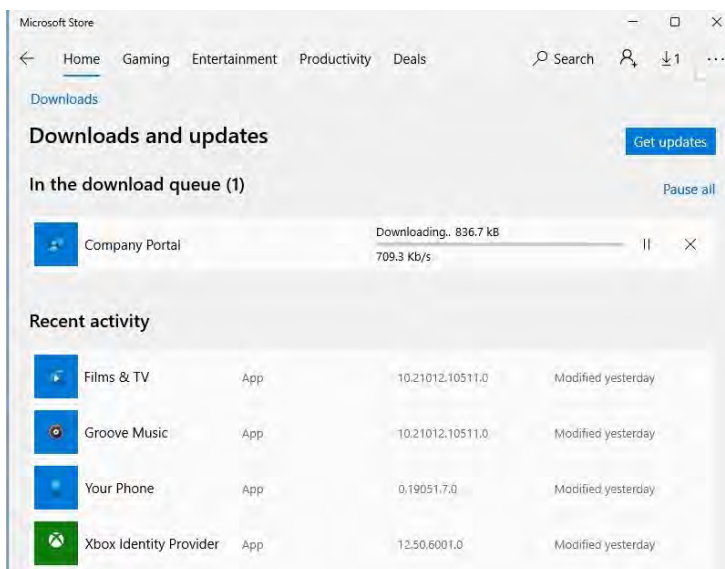 Microsoft Store
Home Gaming Entertainment Productivity Deals Search 1
Downloads
Downloads and updates
Get updates
In the download queue (1)
Pause all
Company Portal
Downloading.. 836.7 kB
709.3 Kb/s
Recent activity
Films & TV App 10.21012.10511.0 Modified yesterday
Groove Music App 10.21012.10511.0 Modified yesterday
Your Phone App 0.19051.7.0 Modified yesterday
Xbox Identity Provider App 12.50.6001.0 Modified yesterday